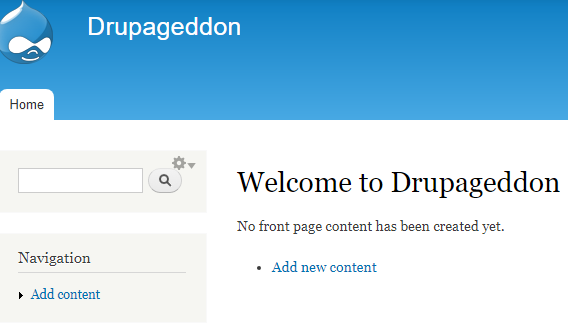 Drupageddon
Home
Welcome to Drupageddon
No front page content has been created yet.
Add new content
Navigation
Add content